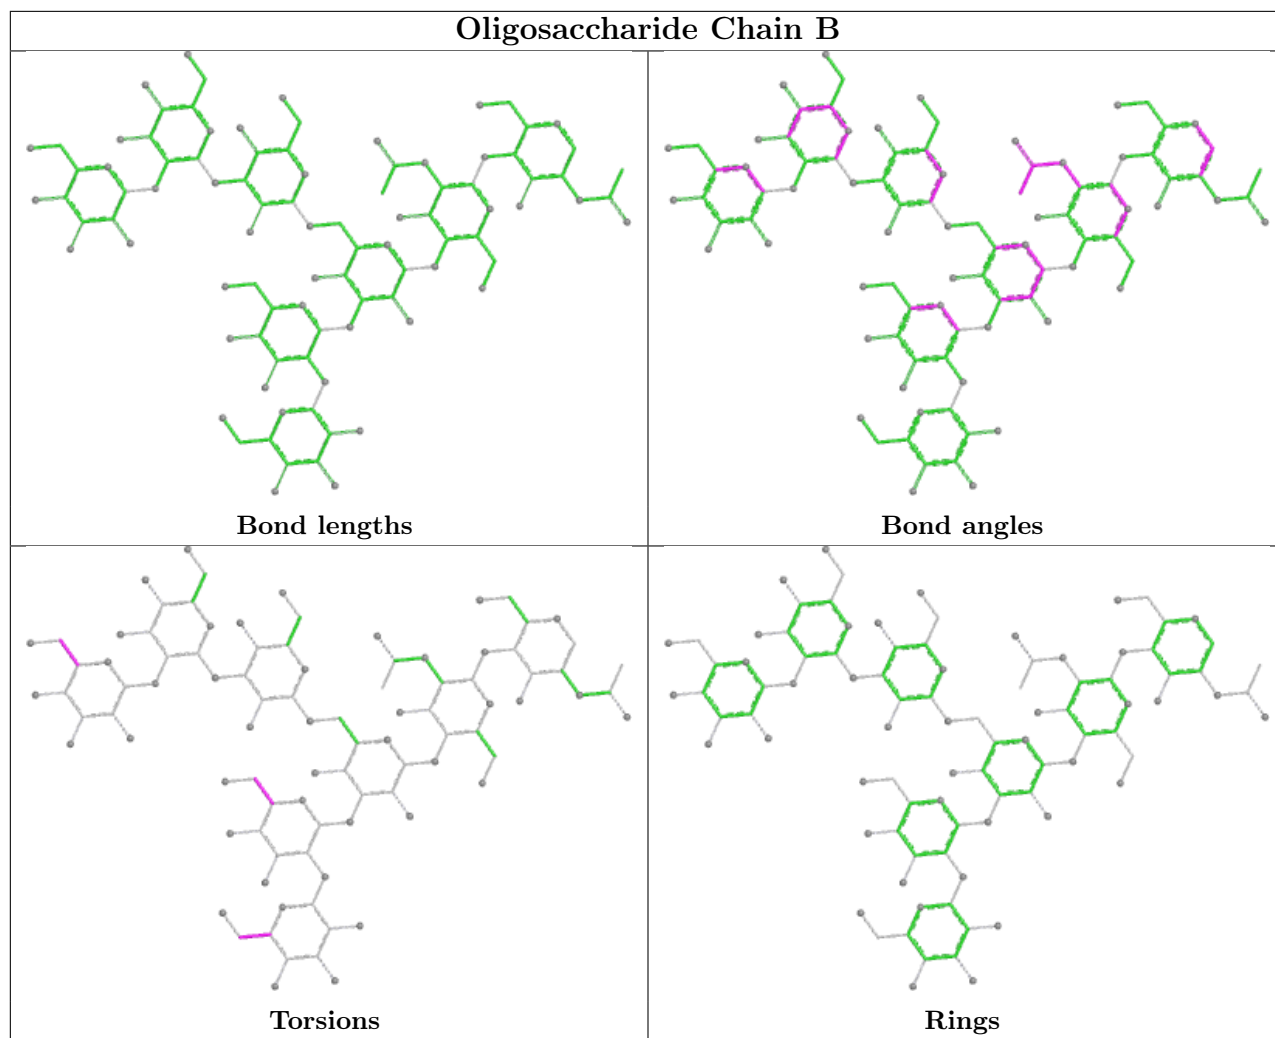 Oligosaccharide Chain B
Bond lengths
Bond angles
Torsions
Rings